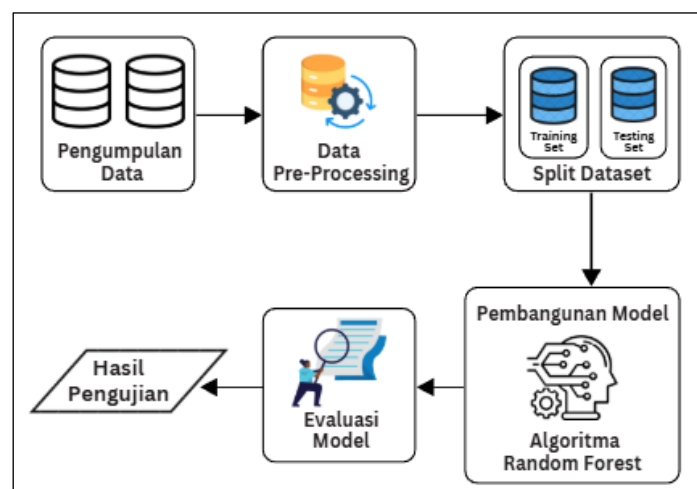 Pengumpulan
Data
Data
Pre-Processing
Training
Set
Testing
Set
Split Dataset
Pembangunan Model
Algoritma
Random Forest
Evaluasi
Model
Hasil
Pengujian